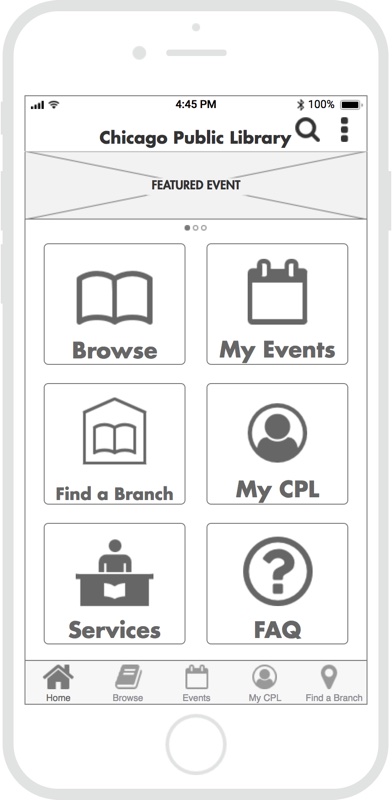 4:45 PM 100%
Chicago Public Library
FEATURED EVENT
Browse My Events
Find a Branch My CPL
Services FAQ
Home Browse Events My CPL Find a Branch